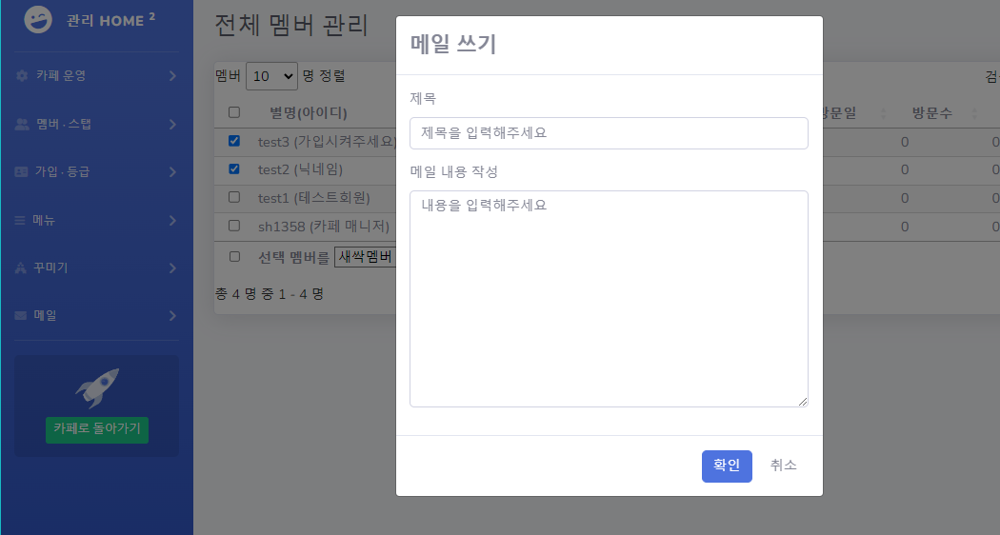 관리 HOME 2
카페 운영
멤버 · 스탭
가입 · 등급
메뉴
꾸미기
메일
카페로 돌아가기
전체 멤버 관리
멤버 10 명 정렬
별명(아이디) 방문일 방문수
test3 (가입시켜주세요) 0
test2 (닉네임) 0
test1 (테스트회원) 0
sh1358 (카페 매니저) 0
선택 멤버를 새싹멤버
총 4 명 중 1 - 4 명
메일 쓰기
제목
제목을 입력해주세요
메일 내용 작성
내용을 입력해주세요
확인 취소